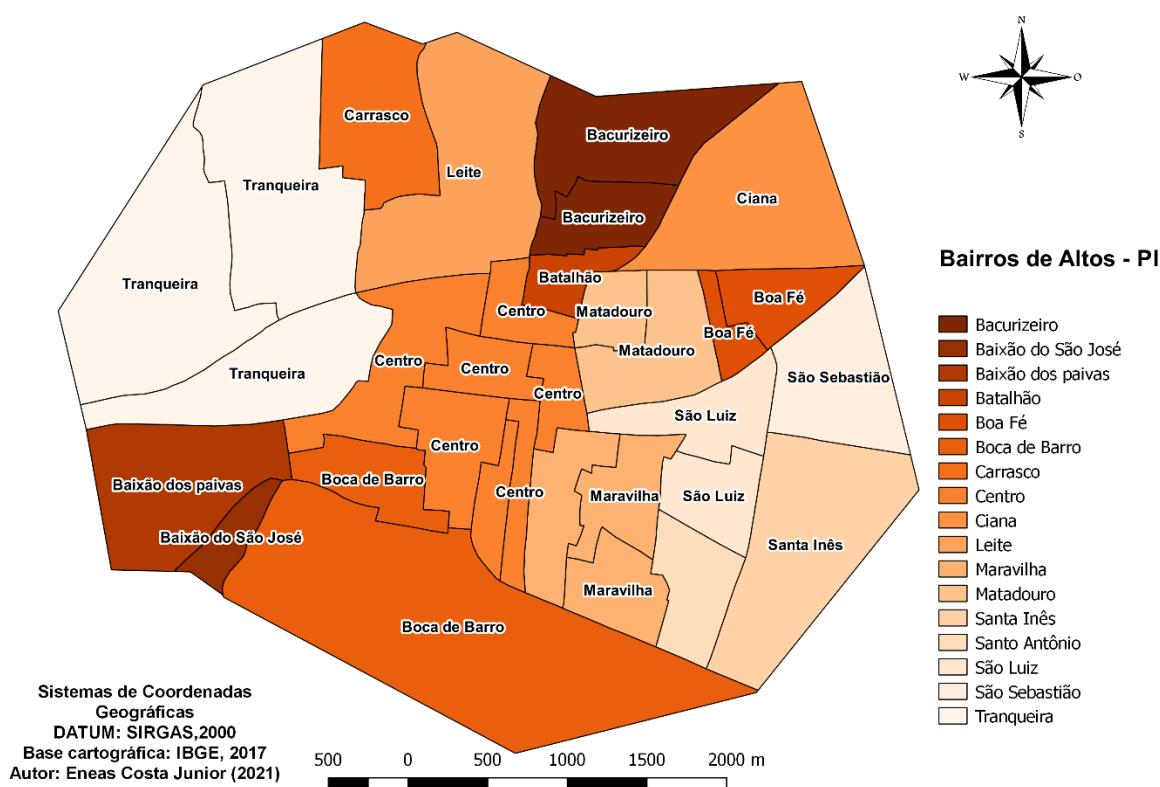 N
W
O
S
Carrasco
Bacurizeiro
Leite
Tranqueira
Ciana
Bacurizeiro
Batalhão
Tranqueira
Boa Fé
Centro
Matadouro
Boa Fé
Matadouro
Centro
Centro
Tranqueira
São Sebastião
Centro
São Luiz
Centro
Boca de Barro
Baixão dos paivas
Centro
Maravilha
São Luiz
Baixão do São José
Santa Inês
Maravilha
Boca de Barro
Bairros de Altos - PI
Bacurizeiro
Baixão do São José
Baixão dos paivas
Batalhão
Boa Fé
Boca de Barro
Carrasco
Centro
Ciana
Leite
Maravilha
Matadouro
Santa Inês
Santo Antônio
São Luiz
São Sebastião
Tranqueira
Sistemas de Coordenadas
Geográficas
DATUM: SIRGAS,2000
Base cartográfica: IBGE, 2017
Autor: Eneas Costa Junior (2021)
500 0 500 1000 1500 2000 m